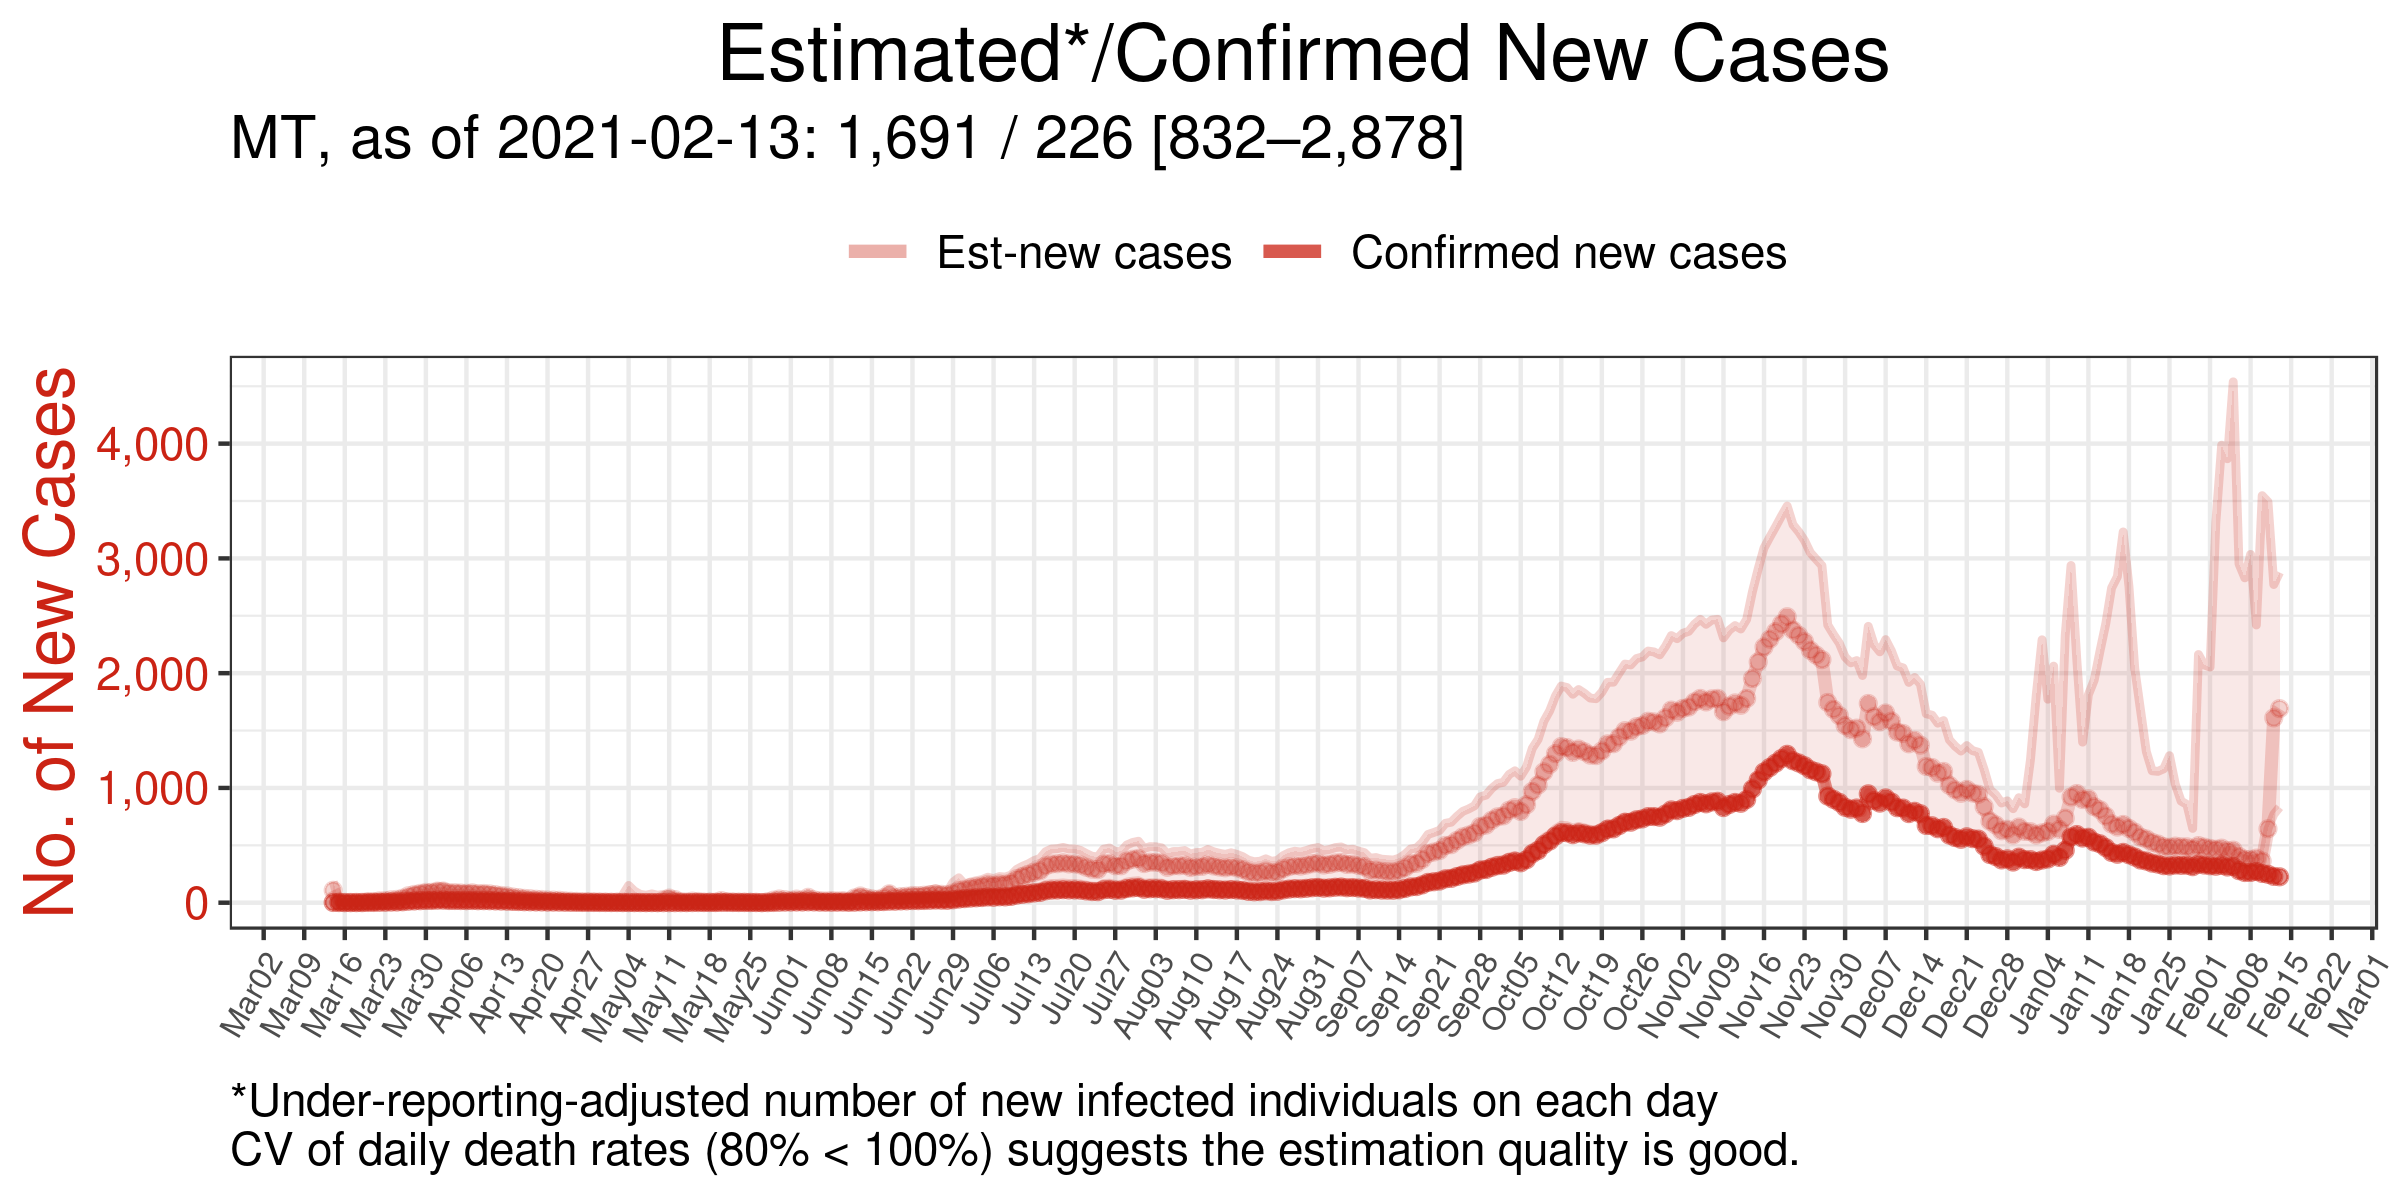 Estimated*/Confirmed New Cases
MT, as of 2021-02-13: 1,691 / 226 [832–2,878]
Est-new cases
Confirmed new cases
No. of New Cases
4,000
3,000
2,000
1,000
0
Mar02
Mar09
Mar16
Mar23
Mar30
Apr06
Apr13
Apr20
Apr27
May04
May11
May18
May25
Jun01
Jun08
Jun15
Jun22
Jun29
Jul06
Jul13
Jul20
Jul27
Aug03
Aug10
Aug17
Aug24
Aug31
Sep07
Sep14
Sep21
Sep28
Oct05
Oct12
Oct19
Oct26
Nov02
Nov09
Nov16
Nov23
Nov30
Dec07
Dec14
Dec21
Dec28
Jan04
Jan11
Jan18
Jan25
Feb01
Feb08
Feb15
Feb22
Mar01
*Under-reporting-adjusted number of new infected individuals on each day
CV of daily death rates (80% < 100%) suggests the estimation quality is good.